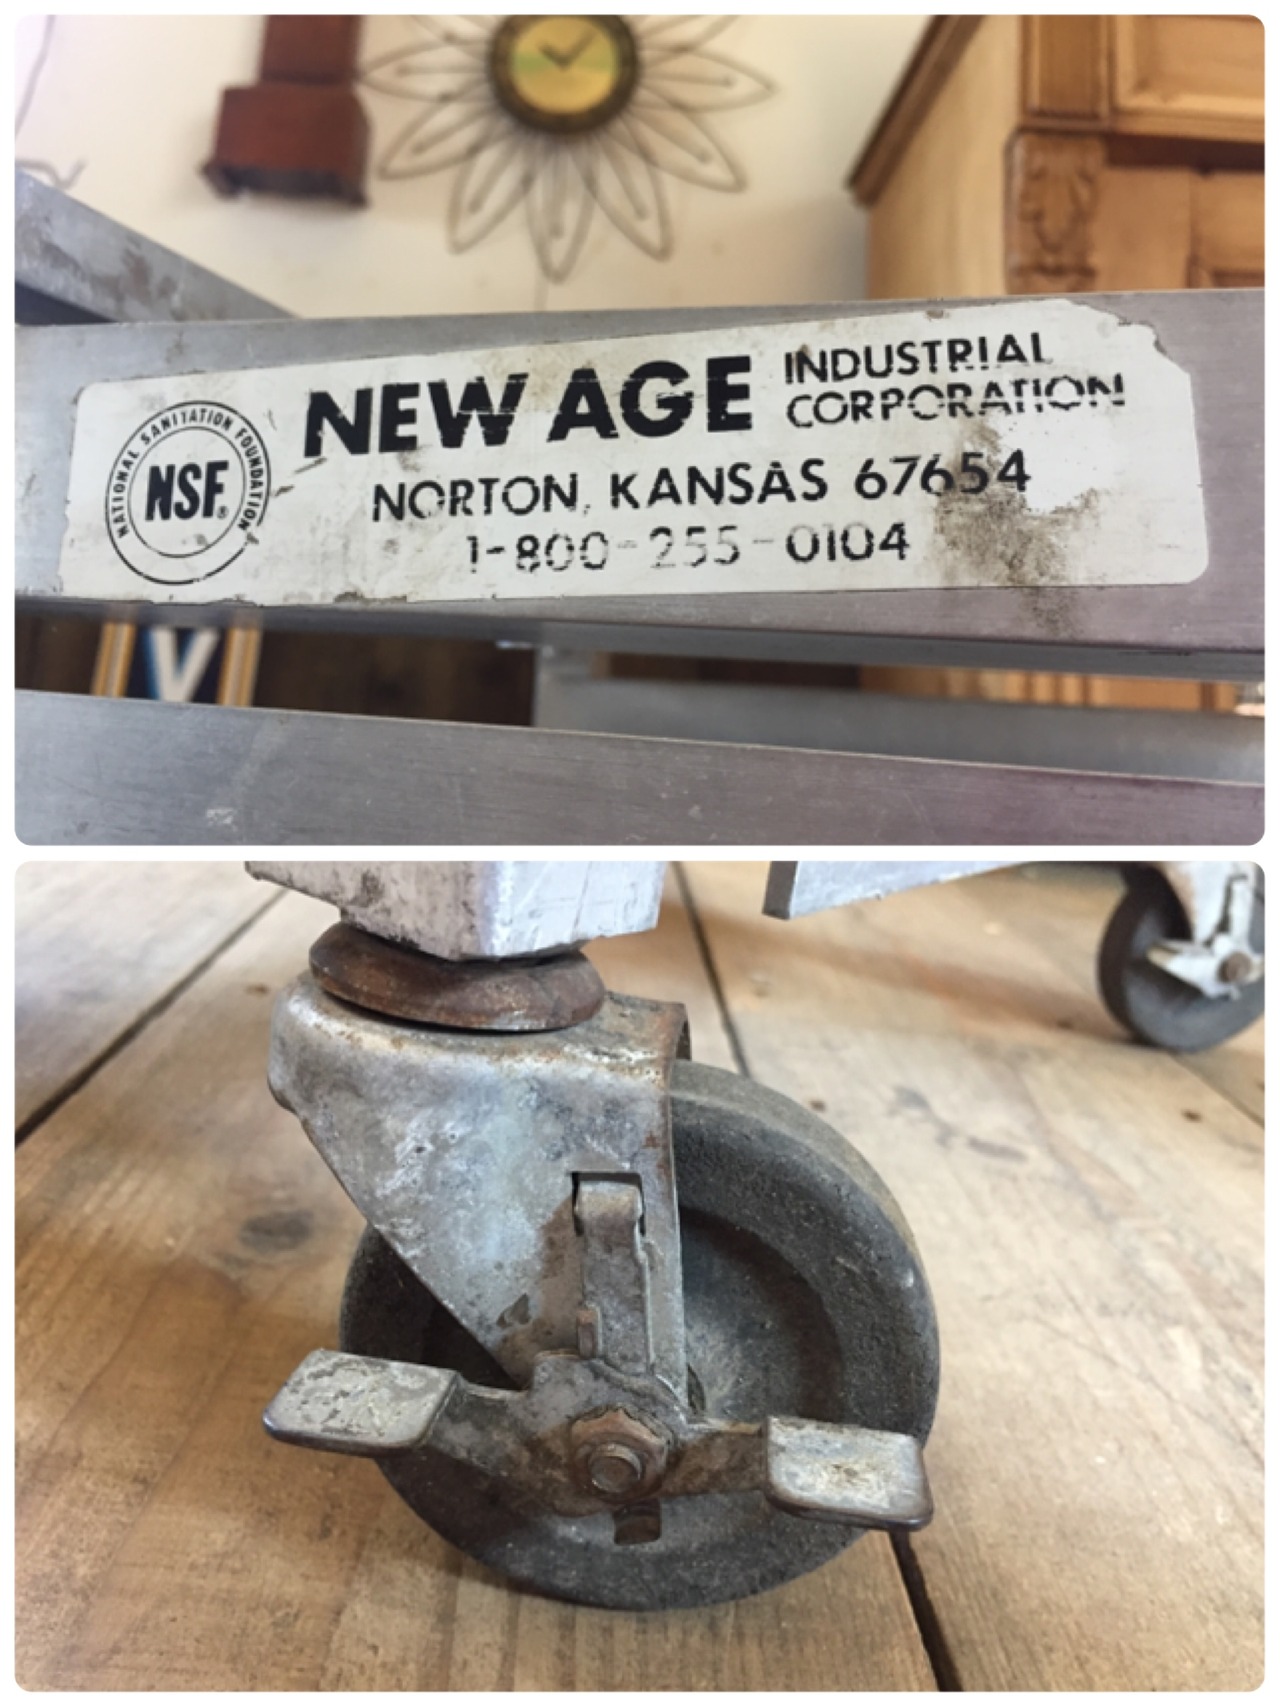 NATIONAL SANITATION FOUNDATION
NSF®
NEW AGE INDUSTRIAL CORPORATION
NORTON, KANSAS 67654
1-800-255-0104
V